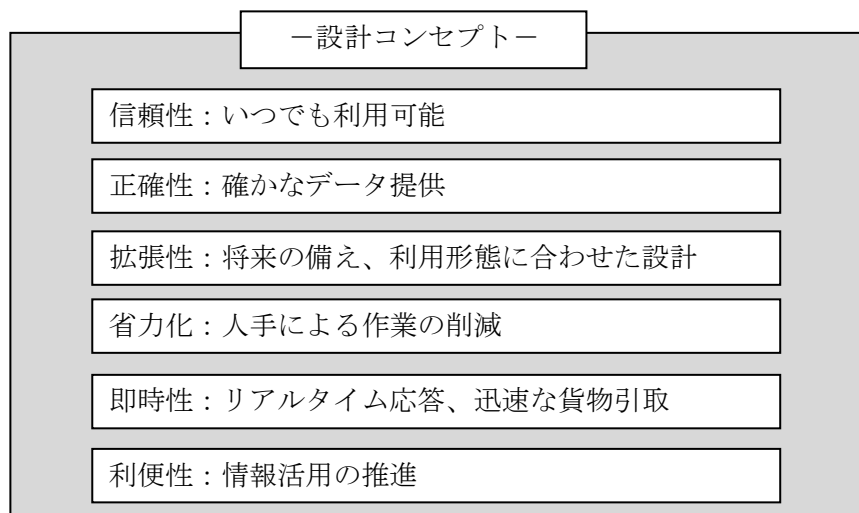 －設計コンセプト－
信頼性：いつでも利用可能
正確性：確かなデータ提供
拡張性：将来の備え、利用形態に合わせた設計
省力化：人手による作業の削減
即時性：リアルタイム応答、迅速な貨物引取
利便性：情報活用の推進